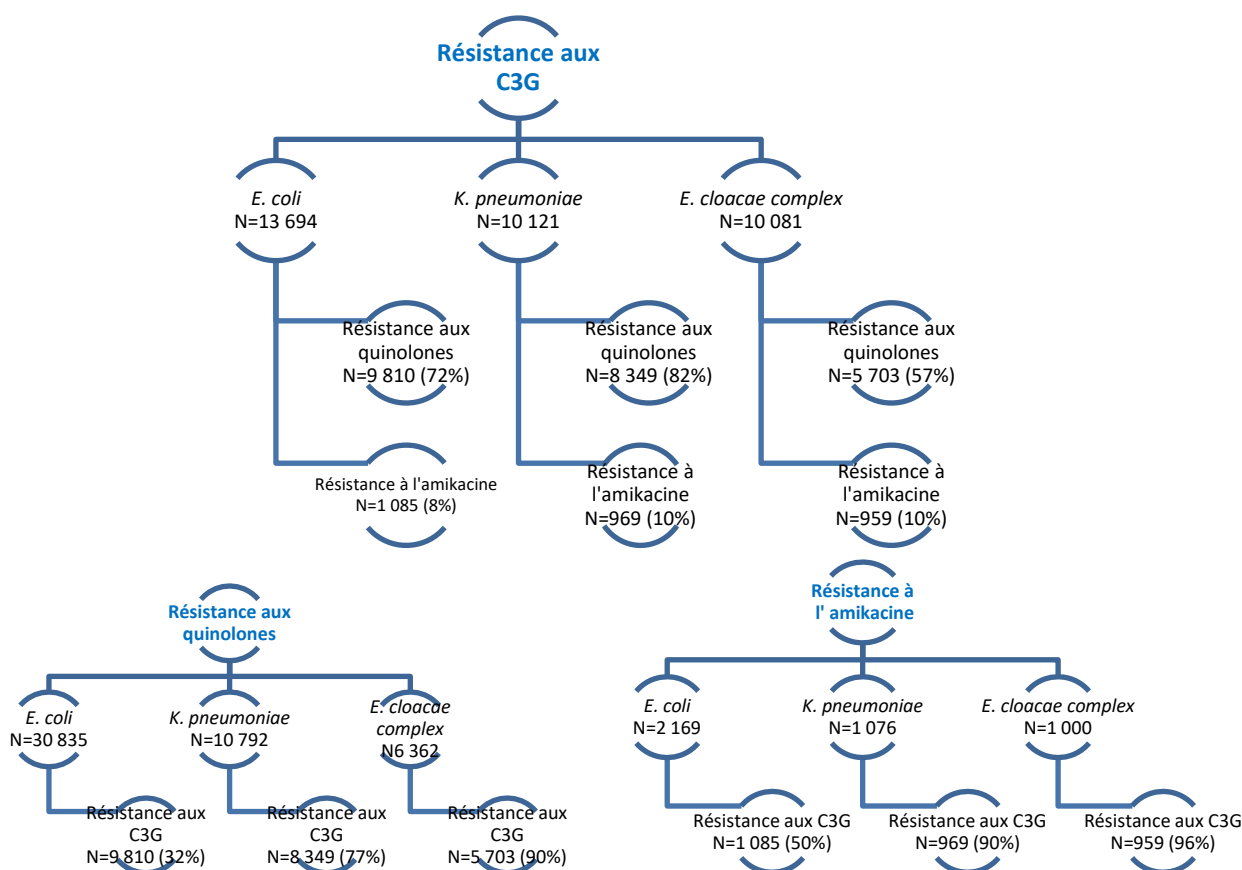 Résistance aux
C3G
E. coli
N=13 694
K. pneumoniae
N=10 121
E. cloacae complex
N=10 081
Résistance aux
quinolones
N=9 810 (72%)
Résistance aux
quinolones
N=8 349 (82%)
Résistance aux
quinolones
N=5 703 (57%)
Résistance à l'amikacine
N=1 085 (8%)
Résistance à
l'amikacine
N=969 (10%)
Résistance à
l'amikacine
N=959 (10%)
Résistance aux
quinolones
E. coli
N=30 835
K. pneumoniae
N=10 792
E. cloacae
complex
N6 362
Résistance aux
C3G
N=9 810 (32%)
Résistance aux
C3G
N=8 349 (77%)
Résistance aux
C3G
N=5 703 (90%)
Résistance à
l' amikacine
E. coli
N=2 169
K. pneumoniae
N=1 076
E. cloacae complex
N=1 000
Résistance aux C3G
N=1 085 (50%)
Résistance aux C3G
N=969 (90%)
Résistance aux C3G
N=959 (96%)